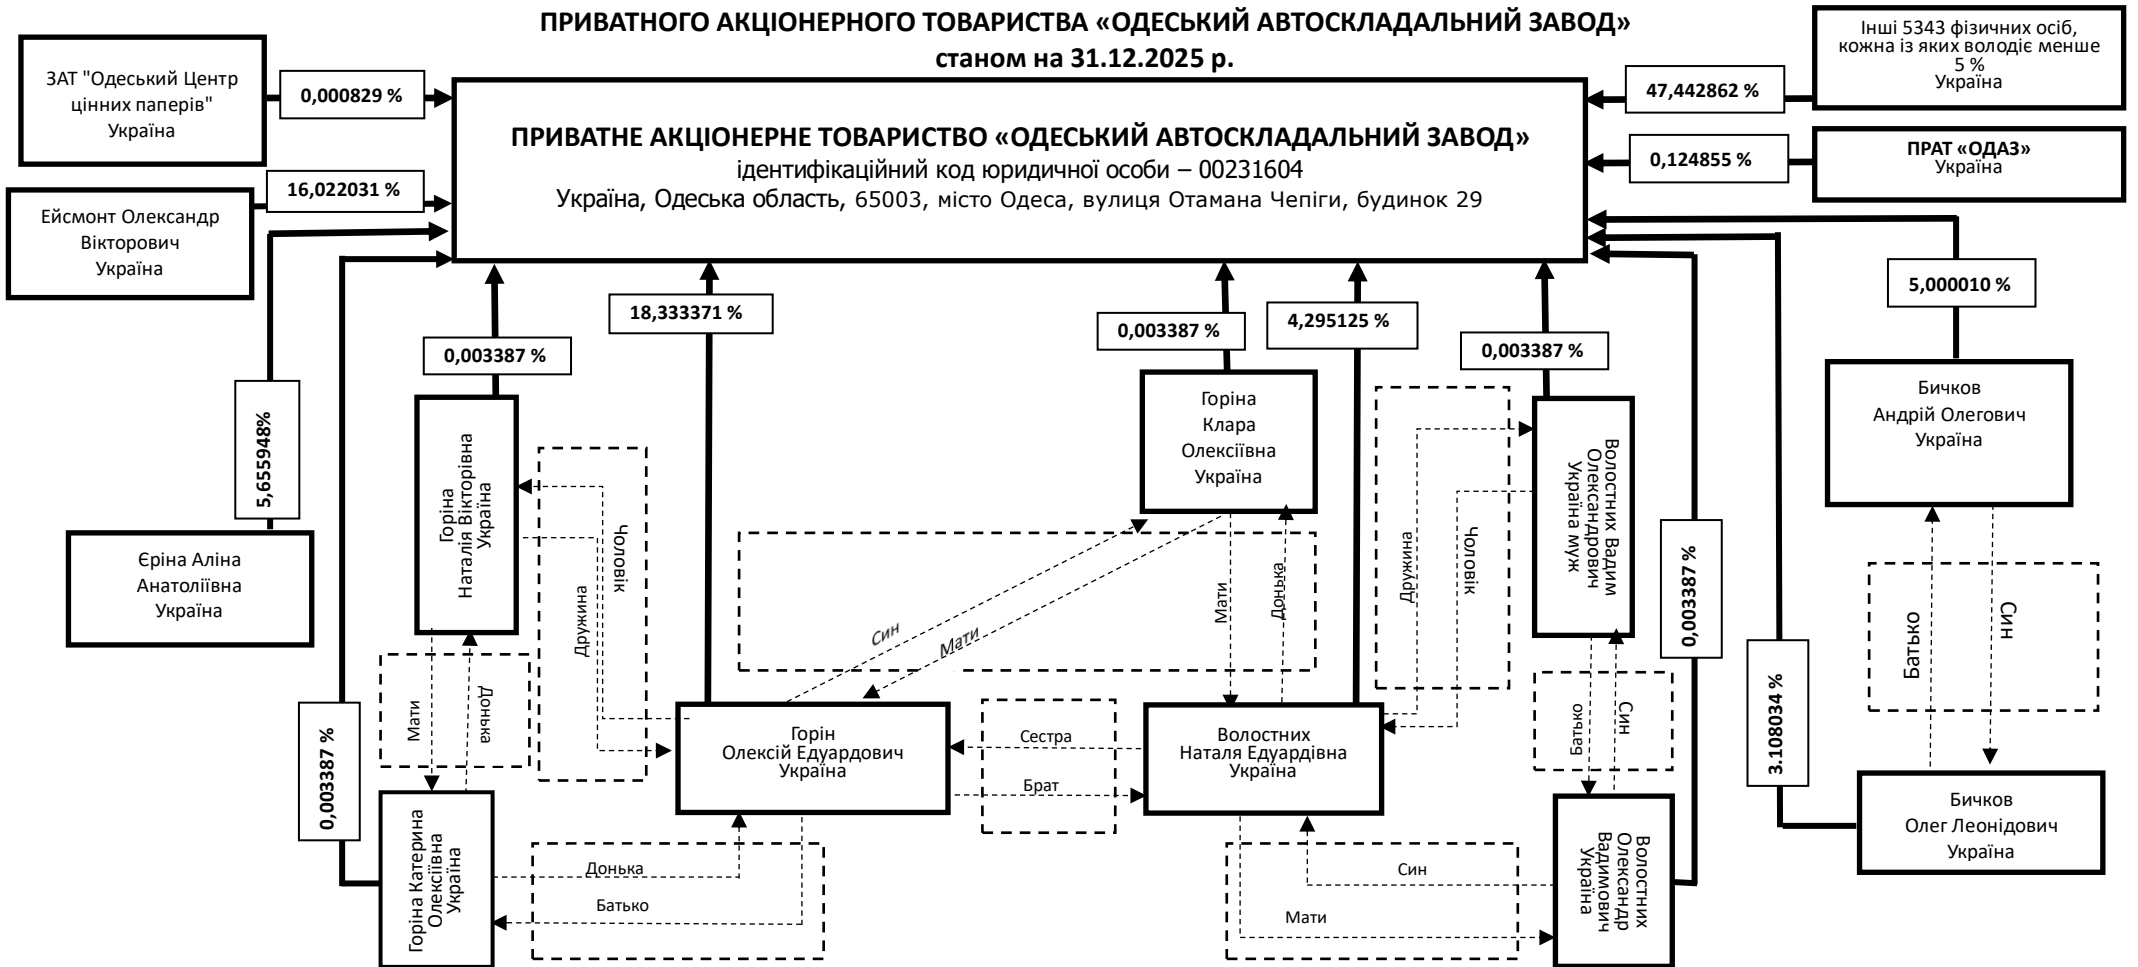 ПРИВАТНОГО АКЦІОНЕРНОГО ТОВАРИСТВА «ОДЕСЬКИЙ АВТОСКЛАДАЛЬНИЙ ЗАВОД»
станом на 31.12.2025 р.
ЗАТ "Одеський Центр
цінних паперів"
Україна
0,000829 %
Інші 5343 фізичних осіб,
кожна із яких володіє менше
5 %
Україна
47,442862 %
ПРИВАТНЕ АКЦІОНЕРНЕ ТОВАРИСТВО «ОДЕСЬКИЙ АВТОСКЛАДАЛЬНИЙ ЗАВОД»
ідентифікаційний код юридичної особи – 00231604
Україна, Одеська область, 65003, місто Одеса, вулиця Отамана Чепіги, будинок 29
0,124855 %
ПРАТ «ОДАЗ»
Україна
16,022031 %
Ейсмонт Олександр
Вікторович
Україна
18,333371 %
0,003387 %
4,295125 %
5,000010 %
0,003387 %
0,003387 %
5,655948%
Горіна
Наталія Вікторівна
Україна
Горіна
Клара
Олексіївна
Україна
Волостних Вадим
Олександрович
Україна муж
Бичков
Андрій Олегович
Україна
Єріна Аліна
Анатоліївна
Україна
Чоловік
Дружина
Син
Мати
Мати
Донька
Дружина
Чоловік
0,003387 %
3.108034 %
Батько
Син
Мати
Донька
Батько
Син
0,003387 %
Горін
Олексій Едуардович
Україна
Сестра
Брат
Волостних
Наталя Едуардівна
Україна
Бичков
Олег Леонідович
Україна
Горіна Катерина
Олексіївна
Україна
Донька
Батько
Син
Мати
Волостних
Олександр
Вадимович
Україна